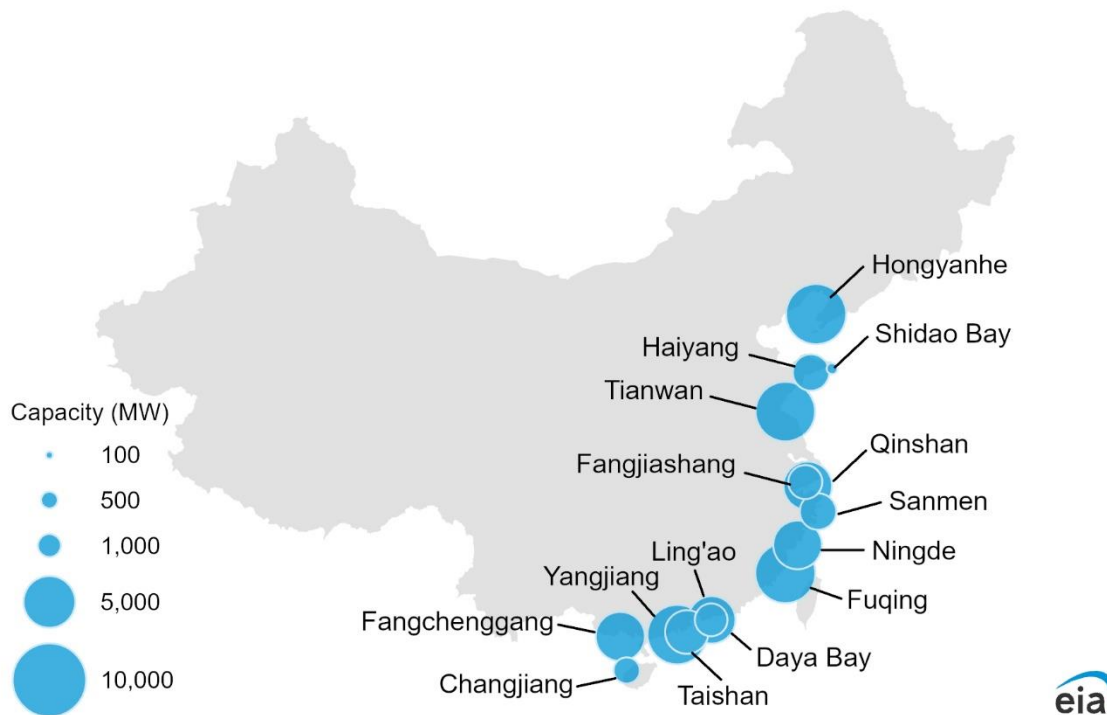 Hongyanhe
Shidao Bay
Haiyang
Tianwan
Capacity (MW)
100
500
1,000
5,000
10,000
Qinshan
Fangjiashang
Sanmen
Ling'ao
Ningde
Yangjiang
Fuqing
Fangchenggang
Daya Bay
Changjiang
Taishan
eia